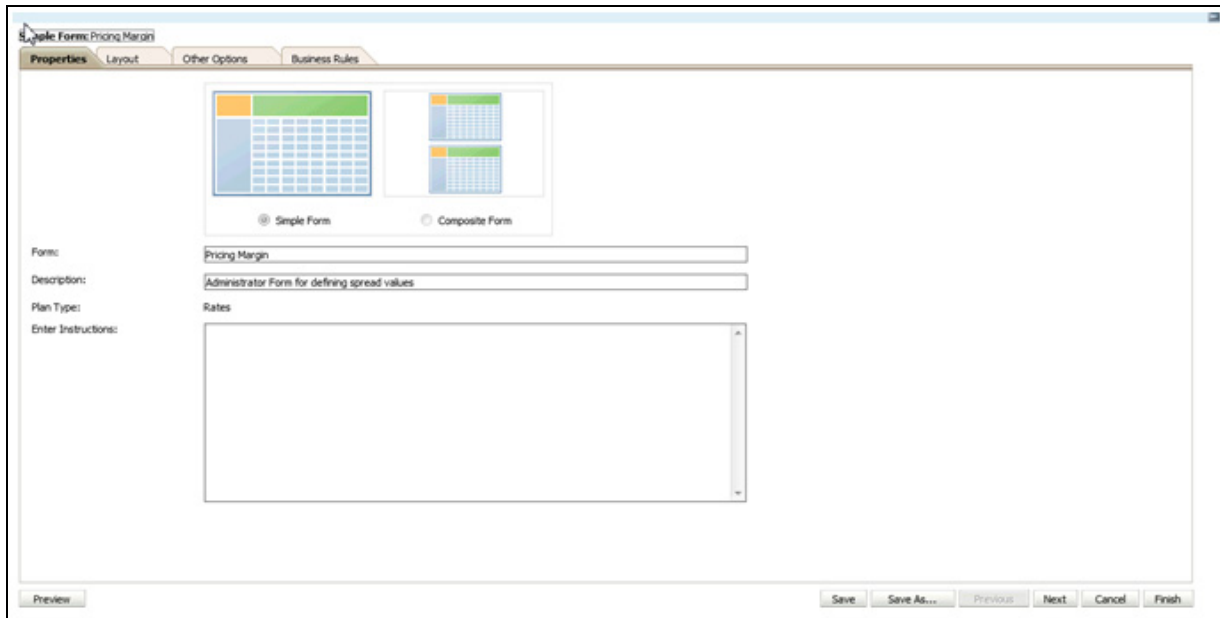 Simple Form: Pricing Margin
Properties Layout Other Options Business Rules
Simple Form Composite Form
Form: Pricing Margin
Description: Administrator Form for defining spread values
Plan Type: Rates
Enter Instructions:
Preview Save Save As... Previous Next Cancel Finish